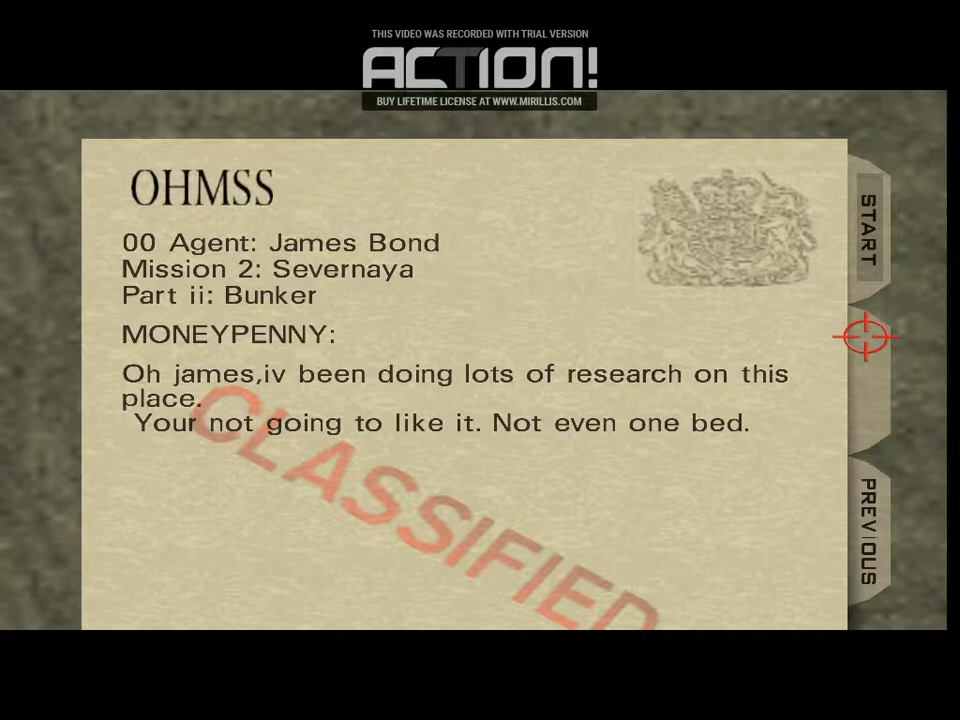 THIS VIDEO WAS RECORDED WITH TRIAL VERSION
ACTION!
BUY LIFETIME LICENSE AT WWW.MIRILLIS.COM
OHMSS
00 Agent: James Bond
Mission 2: Severnaya
Part ii: Bunker
MONEYPENNY:
Oh james,iv been doing lots of research on this
place.
Your not going to like it. Not even one bed.
CLASSIFIED
START
PREVIOUS